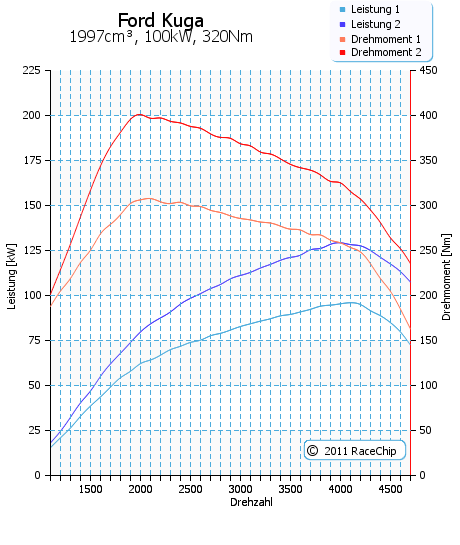 Ford Kuga
1997cm³, 100kW, 320Nm
Leistung 1
Leistung 2
Drehmoment 1
Drehmoment 2
225
200
175
150
125
100
75
50
25
0
Leistung [kW]
450
400
350
300
250
200
150
100
50
0
Drehmoment [Nm]
1500 2000 2500 3000 3500 4000 4500
Drehzahl
© 2011 RaceChip